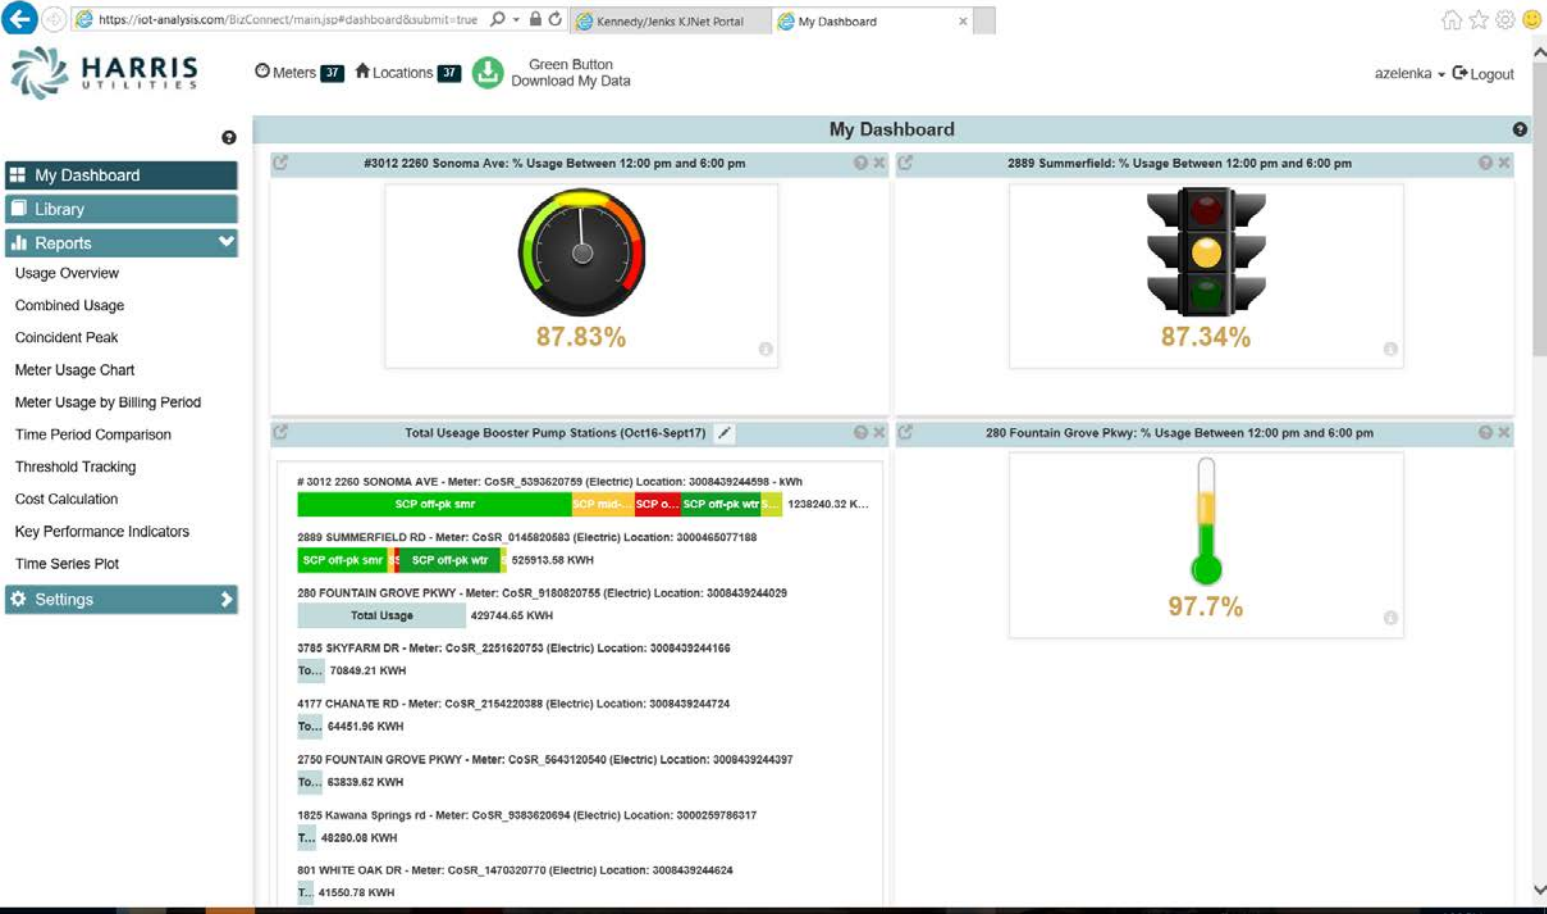 https://iot-analysis.com/BizConnect/main.jsp#dashboard&submit=true
Kennedy/Jenks KJNet Portal
My Dashboard
HARRIS
UTILITIES
Meters 37
Locations 37
Green Button
Download My Data
azelenka
Logout
My Dashboard
My Dashboard
Library
Reports
Usage Overview
Combined Usage
Coincident Peak
Meter Usage Chart
Meter Usage by Billing Period
Time Period Comparison
Threshold Tracking
Cost Calculation
Key Performance Indicators
Time Series Plot
Settings
#3012 2260 Sonoma Ave: % Usage Between 12:00 pm and 6:00 pm
87.83%
2889 Summerfield: % Usage Between 12:00 pm and 6:00 pm
87.34%
Total Useage Booster Pump Stations (Oct16-Sept17)
# 3012 2260 SONOMA AVE - Meter: CoSR_5393620759 (Electric) Location: 3008439244598 - kWh
SCP off-pk smr SCP mid-... SCP o... SCP off-pk wtr S... 1238240.32 K...
2889 SUMMERFIELD RD - Meter: CoSR_0145820583 (Electric) Location: 3000465077188
SCP off-pk smr SCP off-pk wtr 525913.58 KWH
280 FOUNTAIN GROVE PKWY - Meter: CoSR_9180820755 (Electric) Location: 3008439244029
Total Usage 429744.65 KWH
3785 SKYFARM DR - Meter: CoSR_2251620753 (Electric) Location: 3008439244166
To... 70849.21 KWH
4177 CHANATE RD - Meter: CoSR_2154220388 (Electric) Location: 3008439244724
To... 64451.96 KWH
2750 FOUNTAIN GROVE PKWY - Meter: CoSR_5643120540 (Electric) Location: 3008439244397
To... 63839.62 KWH
1825 Kawana Springs rd - Meter: CoSR_9383620694 (Electric) Location: 3000259786317
T... 48280.08 KWH
801 WHITE OAK DR - Meter: CoSR_1470320770 (Electric) Location: 3008439244624
T... 41550.78 KWH
280 Fountain Grove Pkwy: % Usage Between 12:00 pm and 6:00 pm
97.7%